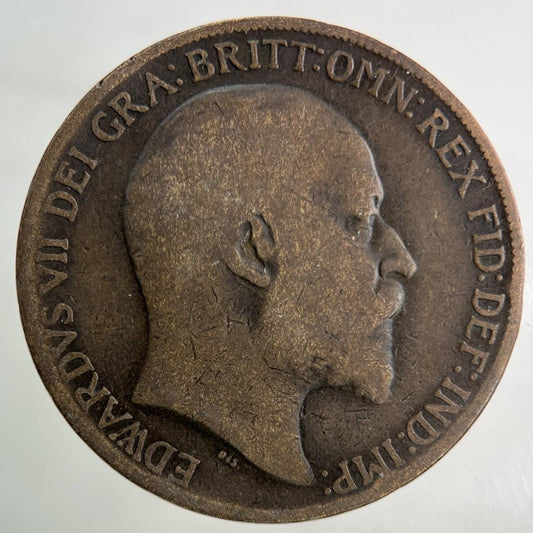 EDWARDVS VII DEI GRA: BRITT: OMN: REX FID: DEF: IND: IMP: